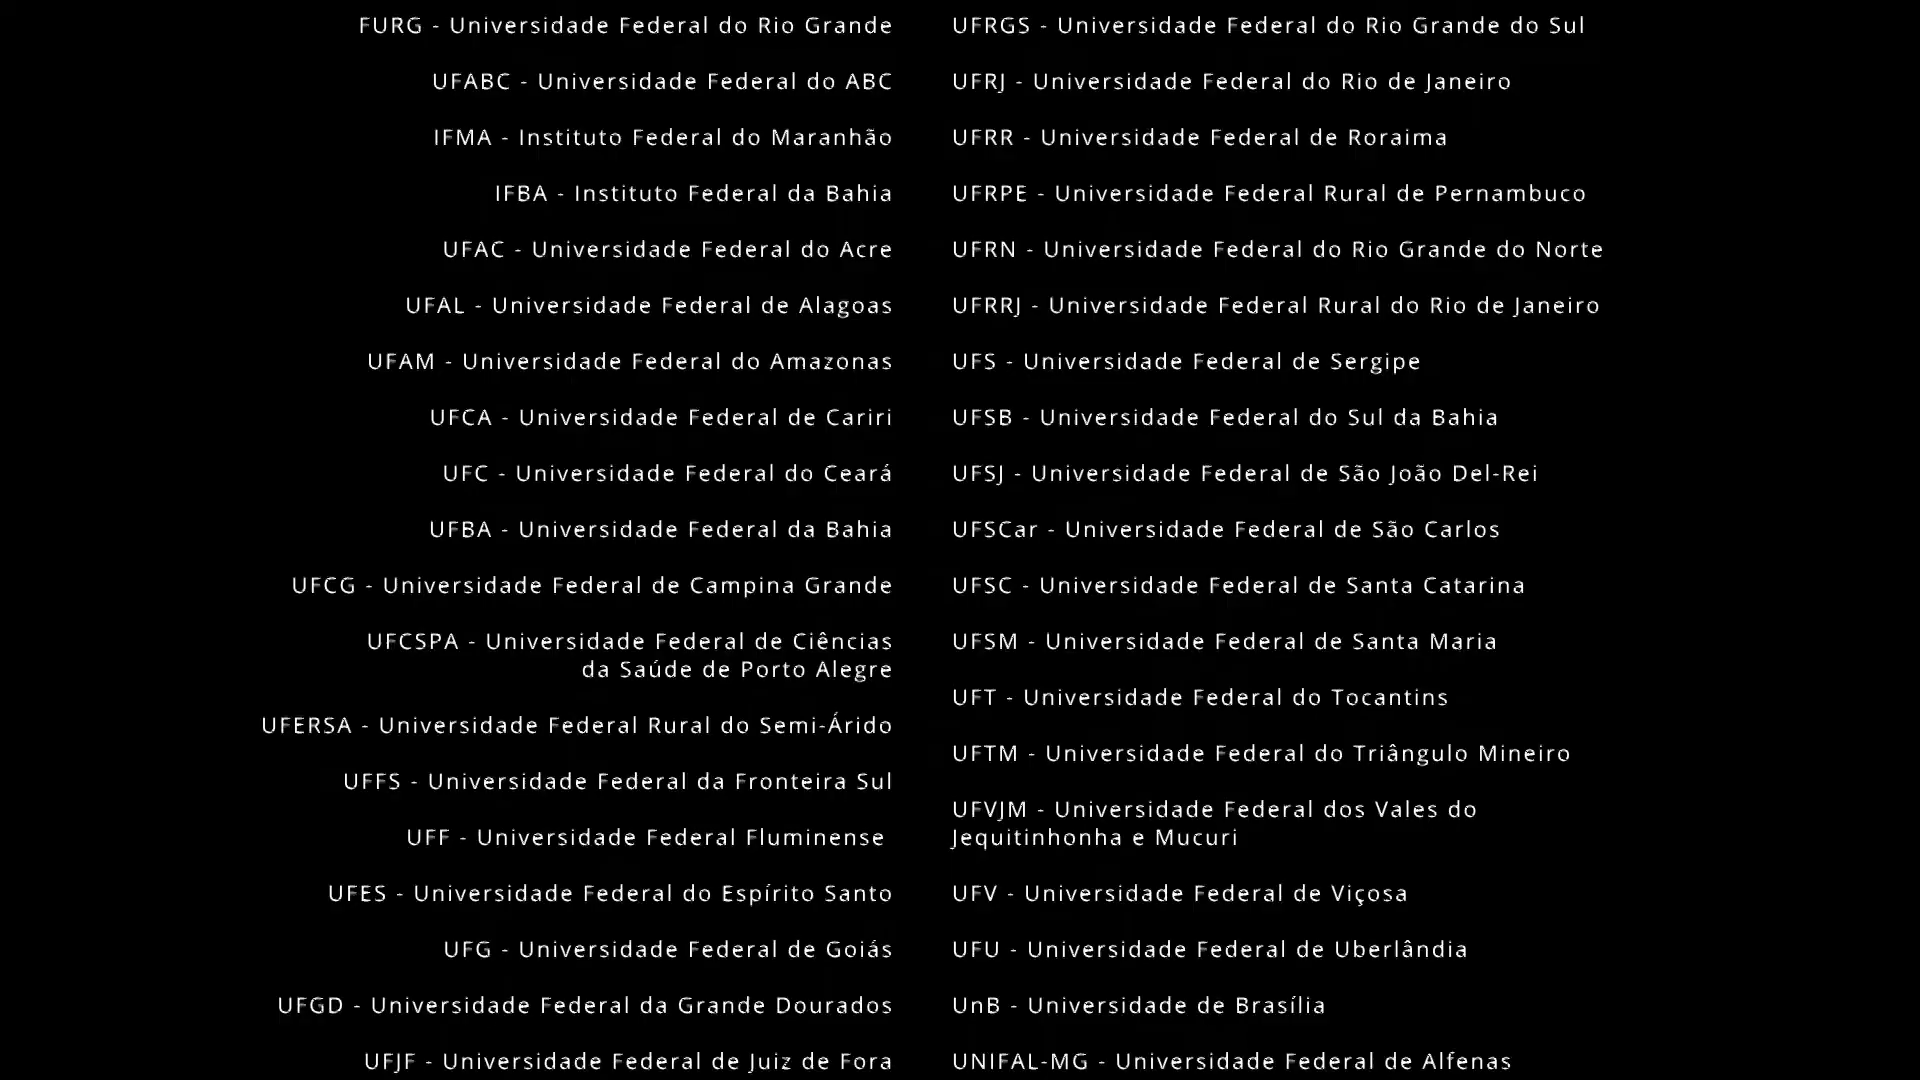 FURG - Universidade Federal do Rio Grande
UFABC - Universidade Federal do ABC
IFMA - Instituto Federal do Maranhão
IFBA - Instituto Federal da Bahia
UFAC - Universidade Federal do Acre
UFAL - Universidade Federal de Alagoas
UFAM - Universidade Federal do Amazonas
UFCA - Universidade Federal de Cariri
UFC - Universidade Federal do Ceará
UFBA - Universidade Federal da Bahia
UFCG - Universidade Federal de Campina Grande
UFCSPA - Universidade Federal de Ciências
da Saúde de Porto Alegre
UFERSA - Universidade Federal Rural do Semi-Árido
UFFS - Universidade Federal da Fronteira Sul
UFF - Universidade Federal Fluminense
UFES - Universidade Federal do Espírito Santo
UFG - Universidade Federal de Goiás
UFGD - Universidade Federal da Grande Dourados
UFJF - Universidade Federal de Juiz de Fora
UFRGS - Universidade Federal do Rio Grande do Sul
UFRJ - Universidade Federal do Rio de Janeiro
UFRR - Universidade Federal de Roraima
UFRPE - Universidade Federal Rural de Pernambuco
UFRN - Universidade Federal do Rio Grande do Norte
UFRRJ - Universidade Federal Rural do Rio de Janeiro
UFS - Universidade Federal de Sergipe
UFSB - Universidade Federal do Sul da Bahia
UFSJ - Universidade Federal de São João Del-Rei
UFSCar - Universidade Federal de São Carlos
UFSC - Universidade Federal de Santa Catarina
UFSM - Universidade Federal de Santa Maria
UFT - Universidade Federal do Tocantins
UFTM - Universidade Federal do Triângulo Mineiro
UFVJM - Universidade Federal dos Vales do
Jequitinhonha e Mucuri
UFV - Universidade Federal de Viçosa
UFU - Universidade Federal de Uberlândia
UnB - Universidade de Brasília
UNIFAL-MG - Universidade Federal de Alfenas